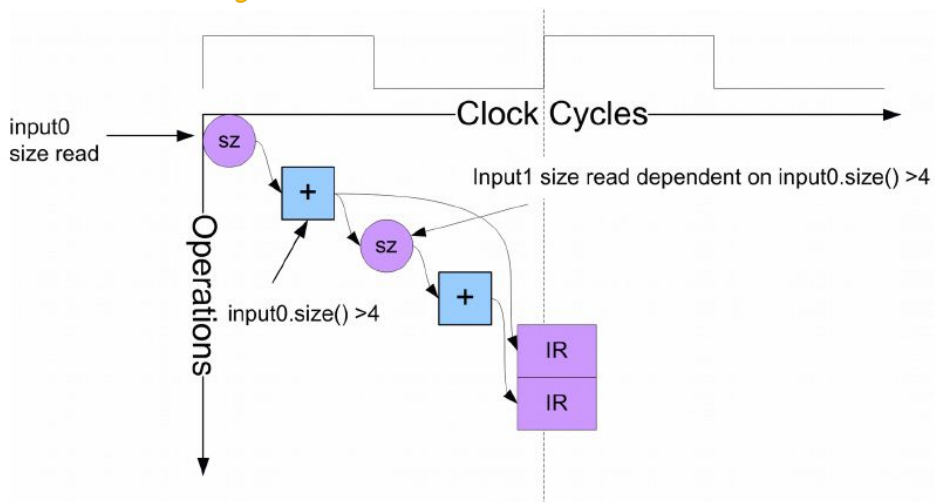 Clock Cycles
input0
size read
sz
+
Input1 size read dependent on input0.size() >4
sz
Operations
+
input0.size() >4
IR
IR